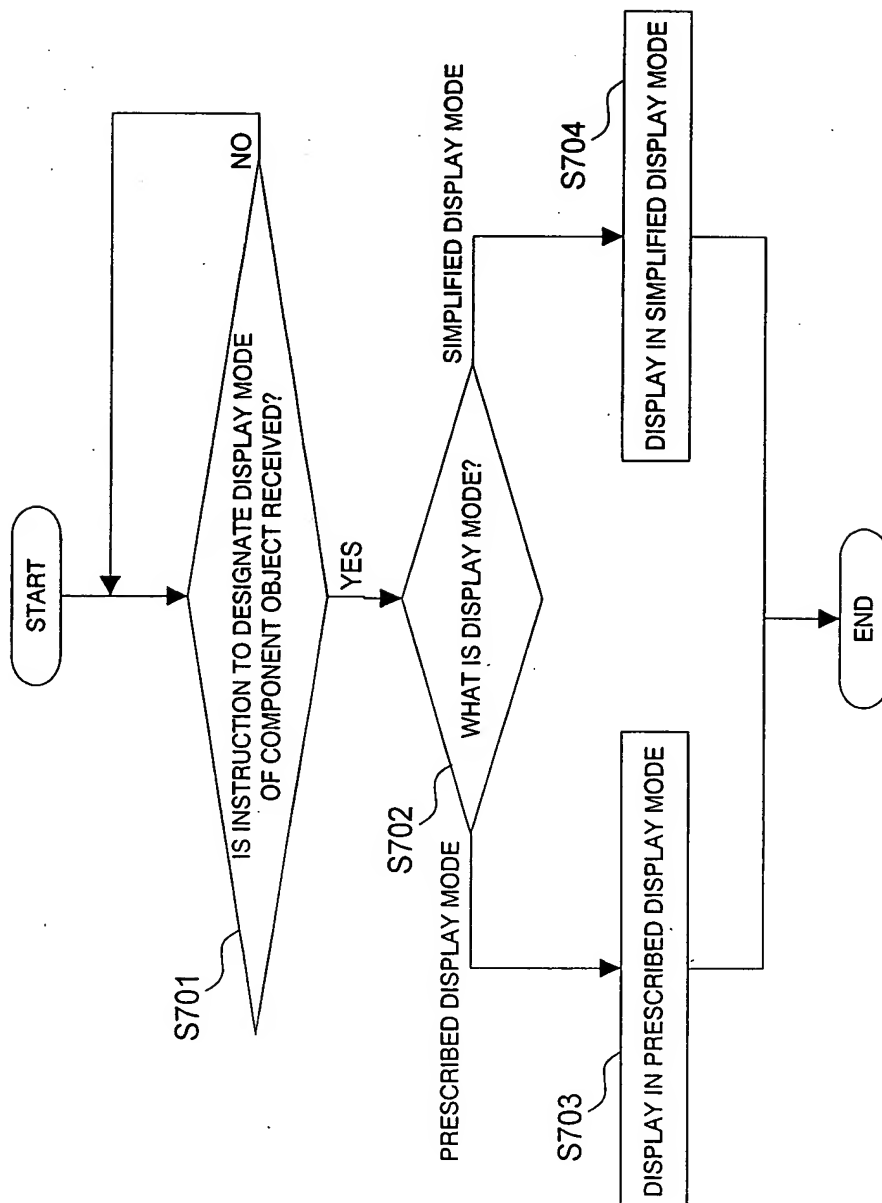 START
IS INSTRUCTION TO DESIGNATE DISPLAY MODE
OF COMPONENT OBJECT RECEIVED?
S701
NO
YES
WHAT IS DISPLAY MODE?
S702
PRESCRIBED DISPLAY MODE
SIMPLIFIED DISPLAY MODE
S703
DISPLAY IN PRESCRIBED DISPLAY MODE
S704
DISPLAY IN SIMPLIFIED DISPLAY MODE
END